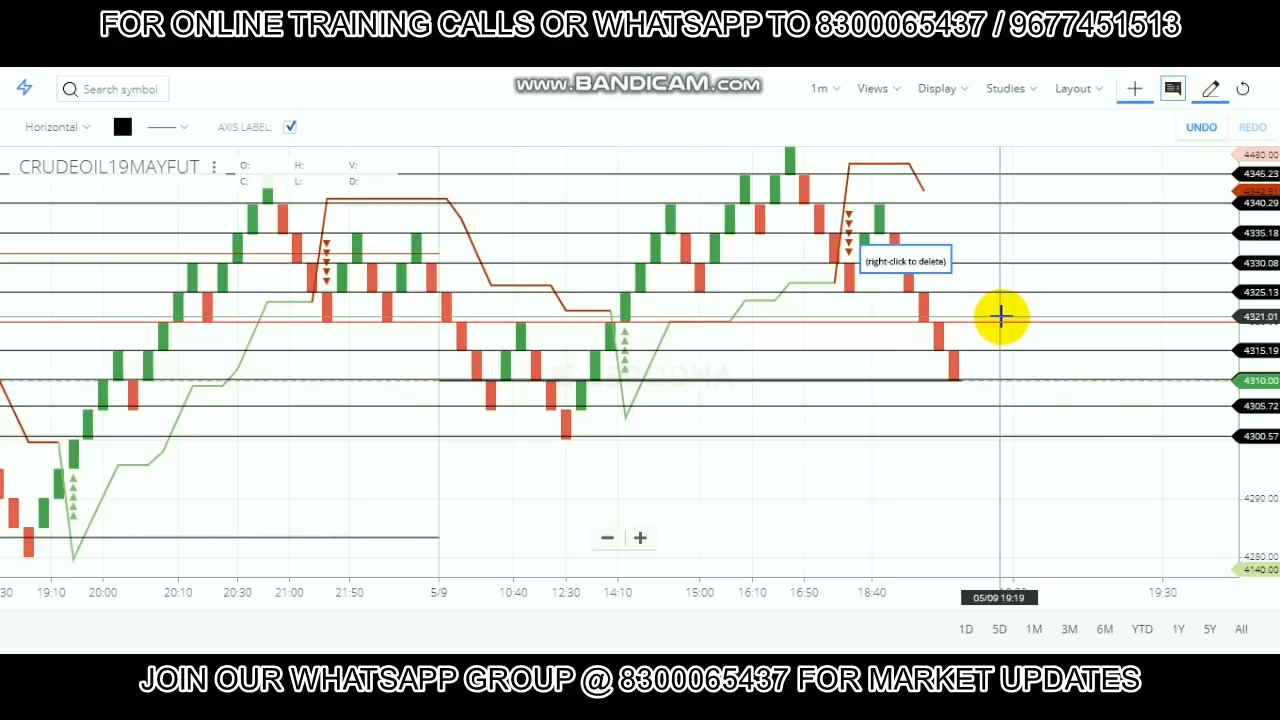 FOR ONLINE TRAINING CALLS OR WHATSAPP TO 8300065437 / 9677451513
www.BANDICAM.com
Search symbol
1m Views Display Studies Layout
Horizontal AXIS LABEL: UNDO REDO
CRUDEOIL19MAYFUT O: H: V:
C: L: D:
4480.00
4345.23
4340.29
4335.18
4330.08
(right-click to delete)
4325.13
4321.01
4315.19
4310.00
4305.72
4300.57
4290.00
4280.00
4140.00
:30 19:10 20:00 20:10 20:30 21:00 21:50 5/9 10:40 12:30 14:10 15:00 16:10 16:50 18:40 19:30
05/09 19:19
1D 5D 1M 3M 6M YTD 1Y 5Y All
JOIN OUR WHATSAPP GROUP @ 8300065437 FOR MARKET UPDATES